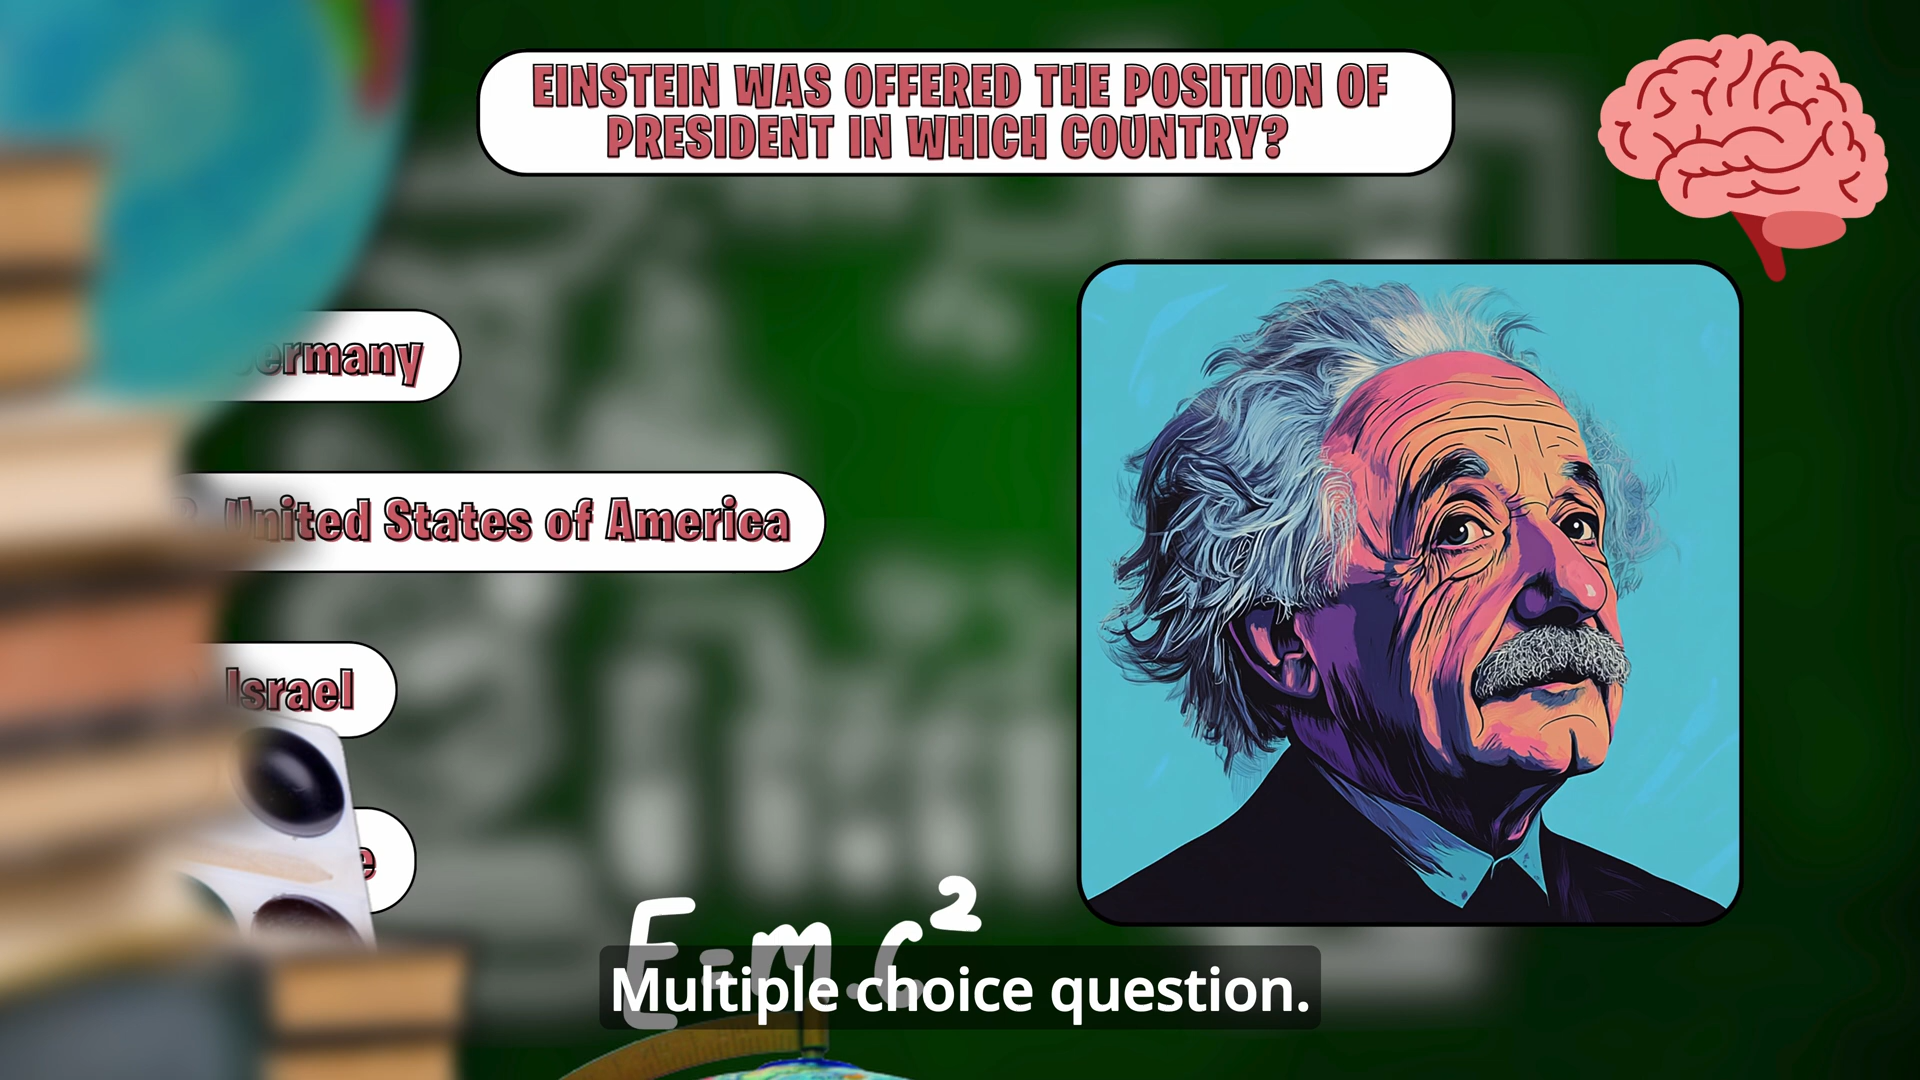 EINSTEIN WAS OFFERED THE POSITION OF
PRESIDENT IN WHICH COUNTRY?
Germany
United States of America
Israel
E=mc²
Multiple choice question.